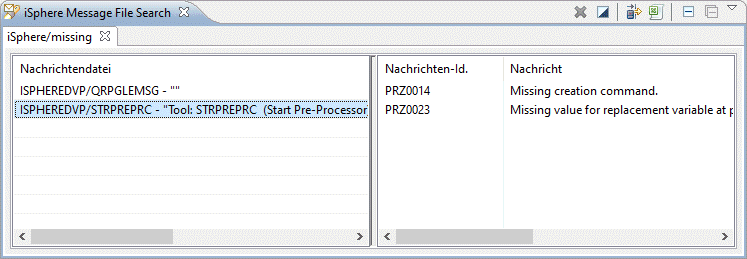 iSphere Message File Search
iSphere/missing
Nachrichtendatei
ISPHEREDVP/QRPGLEMSG - ""
ISPHEREDVP/STRPREPRC - "Tool: STRPREPRC  (Start Pre-Processor
Nachrichten-Id. Nachricht
PRZ0014 Missing creation command.
PRZ0023 Missing value for replacement variable at p